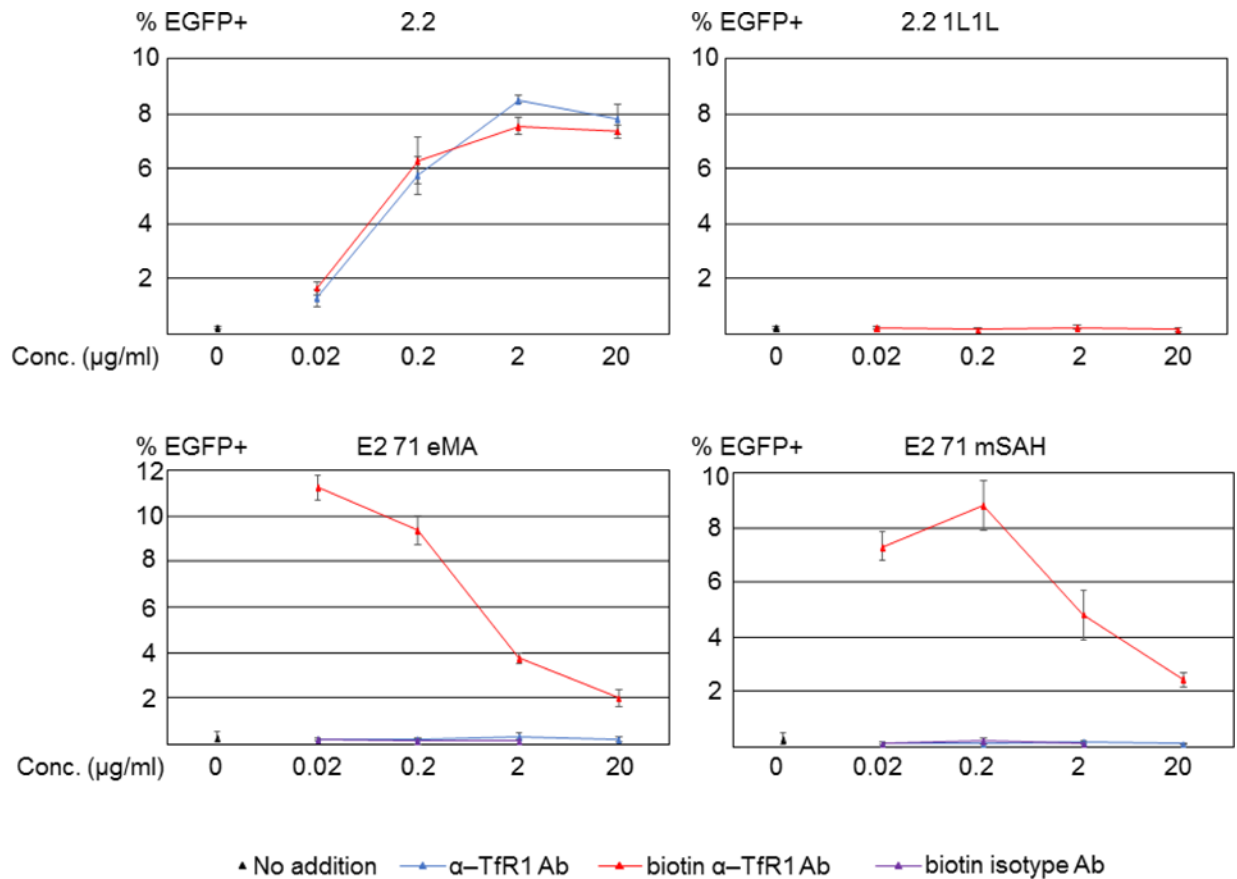 % EGFP+ 2.2
10
8
6
4
2
Conc. (µg/ml) 0 0.02 0.2 2 20
% EGFP+ 2.2 1L1L
10
8
6
4
2
0 0.02 0.2 2 20
% EGFP+ E2 71 eMA
12
10
8
6
4
2
Conc. (µg/ml) 0 0.02 0.2 2 20
% EGFP+ E2 71 mSAH
10
8
6
4
2
0 0.02 0.2 2 20
No addition α–TfR1 Ab biotin α–TfR1 Ab biotin isotype Ab